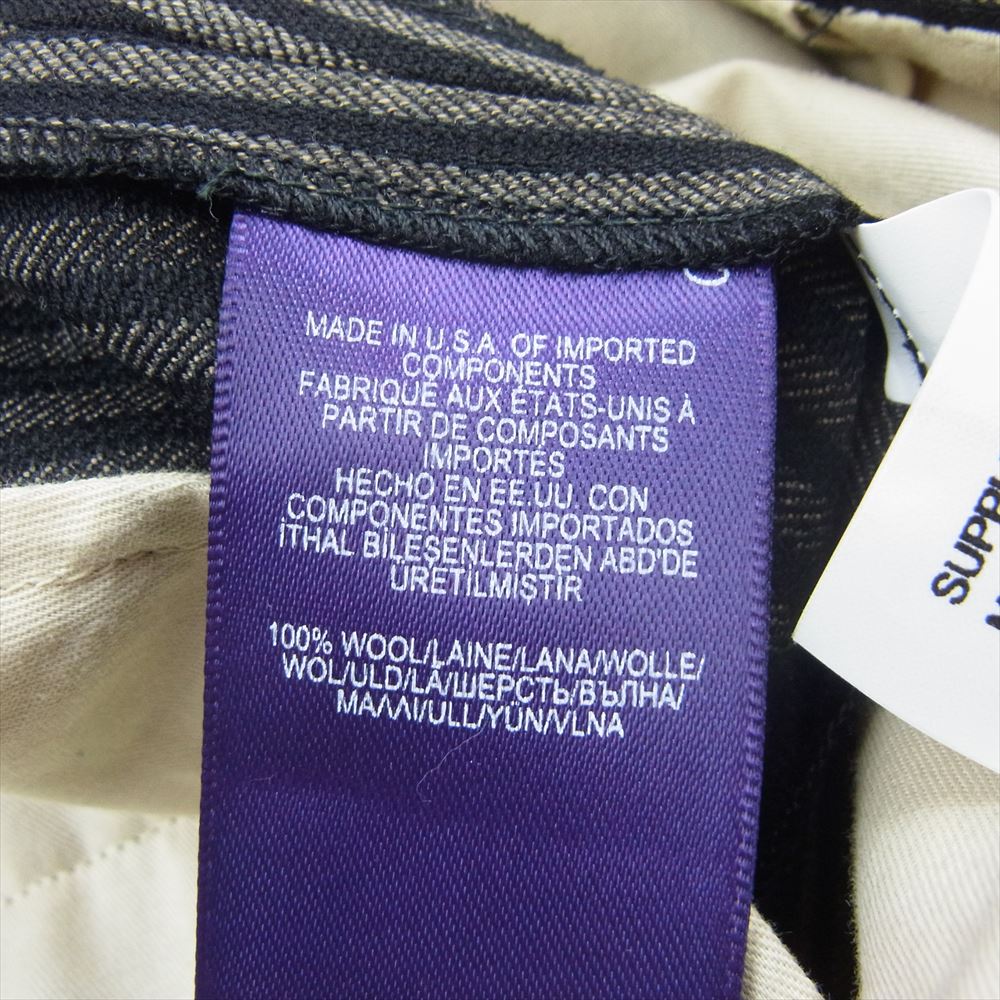 MADE IN U.S.A. OF IMPORTED
COMPONENTS
FABRIQUE AUX ÉTATS-UNIS À
PARTIR DE COMPOSANTS
IMPORTÉS
HECHO EN EE.UU. CON
COMPONENTES IMPORTADOS
İTHAL BİLEŞENLERDEN ABD'DE
ÜRETİLMİŞTİR
100% WOOL/LAINE/LANA/WOLLE/
WOL/ULD/LÃ/ШЕРСТЬ/ВЪЛНА/
ΜΑΛΛΙ/ULL/YÜN/VLNA